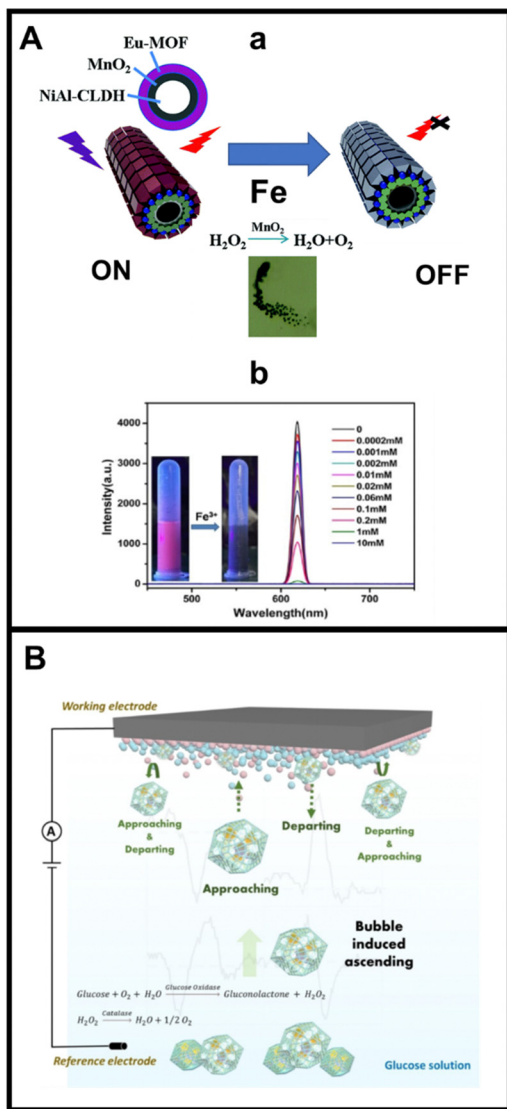 A
a
Eu-MOF
MnO₂
NiAl-CLDH
Fe
H₂O₂ MnO₂ H₂O+O₂
ON
OFF
b
Intensity(a.u.)
4000
3000
2000
1000
0
Fe³⁺
0
0.0002mM
0.001mM
0.002mM
0.01mM
0.02mM
0.06mM
0.1mM
0.2mM
1mM
10mM
500
600
700
Wavelength(nm)
B
Working electrode
A
Approaching
&
Departing
Approaching
Departing
Departing
&
Approaching
Bubble
induced
ascending
Glucose + O₂ + H₂O Glucose Oxidase Gluconolactone + H₂O₂
H₂O₂ Catalase H₂O + 1/2 O₂
Reference electrode
Glucose solution